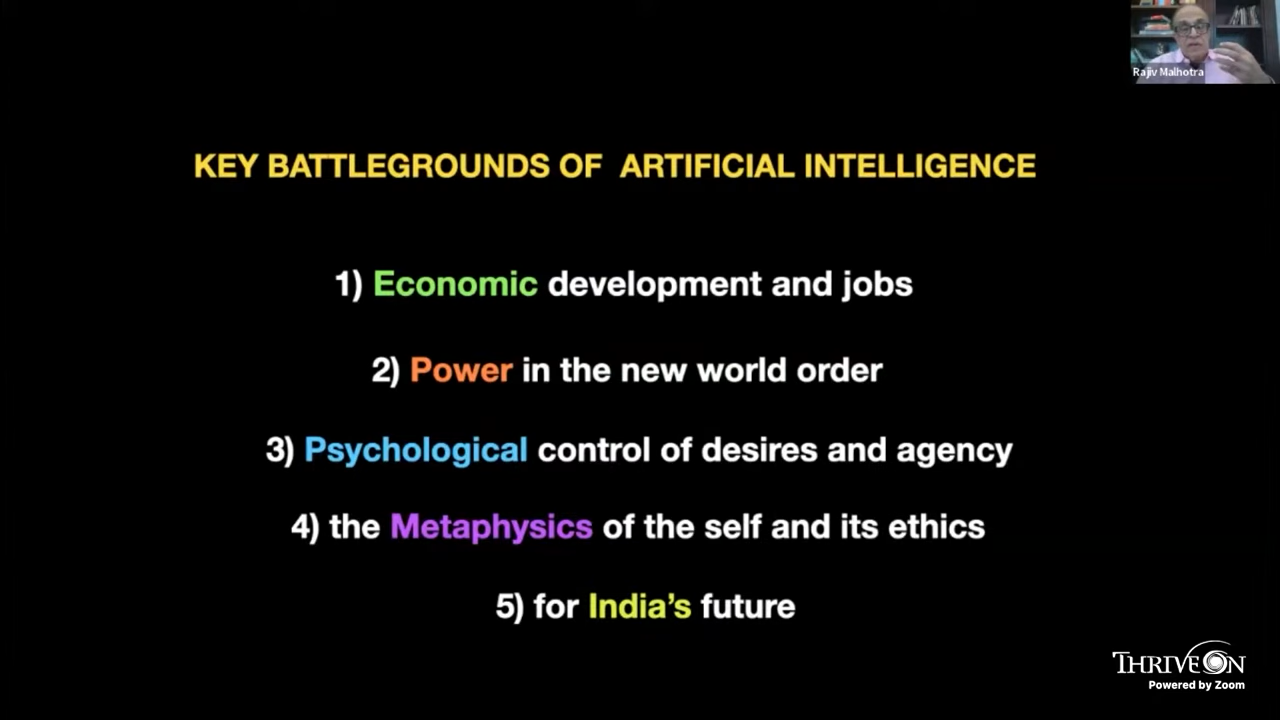 Rajiv Malhotra
KEY BATTLEGROUNDS OF ARTIFICIAL INTELLIGENCE
1) Economic development and jobs
2) Power in the new world order
3) Psychological control of desires and agency
4) the Metaphysics of the self and its ethics
5) for India's future
THRIVEON
Powered by Zoom